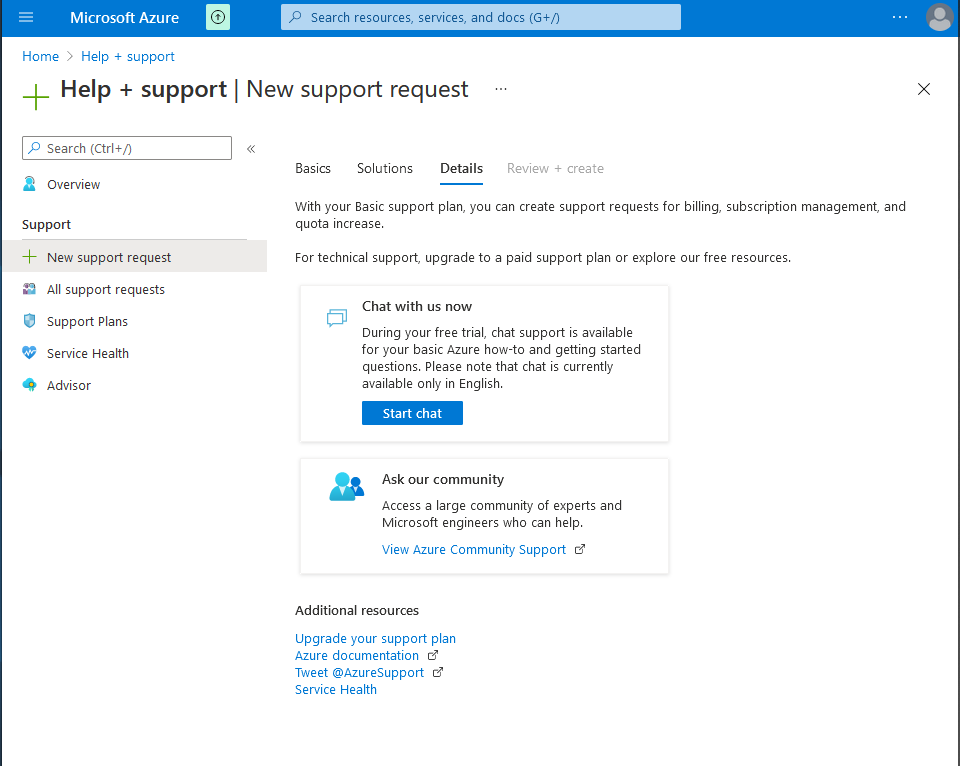 Microsoft Azure
Search resources, services, and docs (G+/)
...
Home > Help + support
Help + support | New support request ...
Search (Ctrl+/) «
Overview
Support
New support request
All support requests
Support Plans
Service Health
Advisor
Basics Solutions Details Review + create
With your Basic support plan, you can create support requests for billing, subscription management, and
quota increase.
For technical support, upgrade to a paid support plan or explore our free resources.
Chat with us now
During your free trial, chat support is available
for your basic Azure how-to and getting started
questions. Please note that chat is currently
available only in English.
Start chat
Ask our community
Access a large community of experts and
Microsoft engineers who can help.
View Azure Community Support
Additional resources
Upgrade your support plan
Azure documentation
Tweet @AzureSupport
Service Health